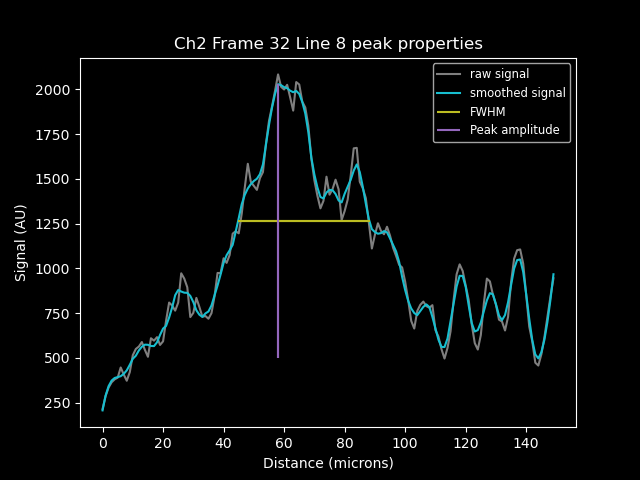 Ch2 Frame 32 Line 8 peak properties
raw signal
smoothed signal
FWHM
Peak amplitude
Signal (AU)
2000
1750
1500
1250
1000
750
500
250
0 20 40 60 80 100 120 140
Distance (microns)